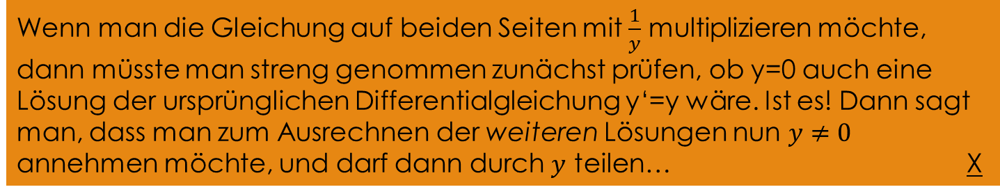 Wenn man die Gleichung auf beiden Seiten mit 1/y multiplizieren möchte,
dann müsste man streng genommen zunächst prüfen, ob y=0 auch eine
Lösung der ursprünglichen Differentialgleichung y‘=y wäre. Ist es! Dann sagt
man, dass man zum Ausrechnen der weiteren Lösungen nun y ≠ 0
annehmen möchte, und darf dann durch y teilen… X